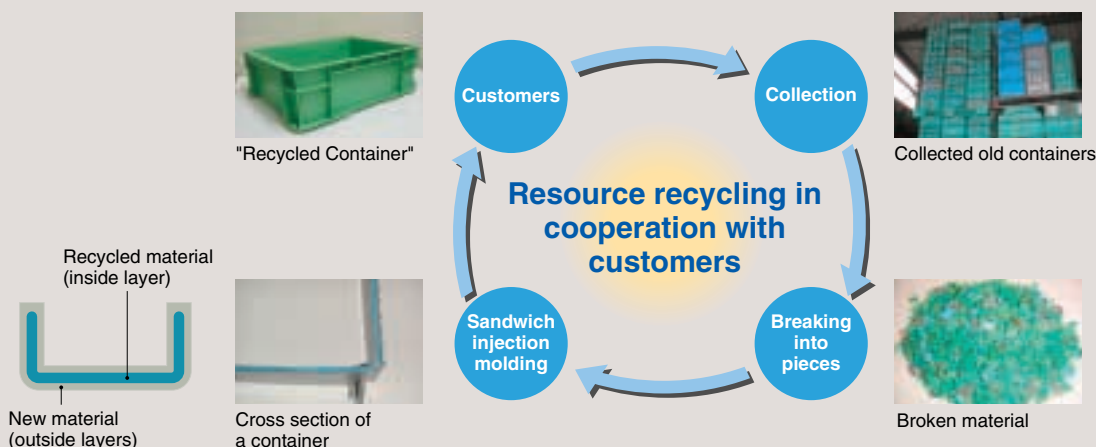 Customers
Collection
"Recycled Container"
Collected old containers
Resource recycling in
cooperation with
customers
Recycled material
(inside layer)
Sandwich
injection
molding
Breaking
into
pieces
New material
(outside layers)
Cross section of
a container
Broken material